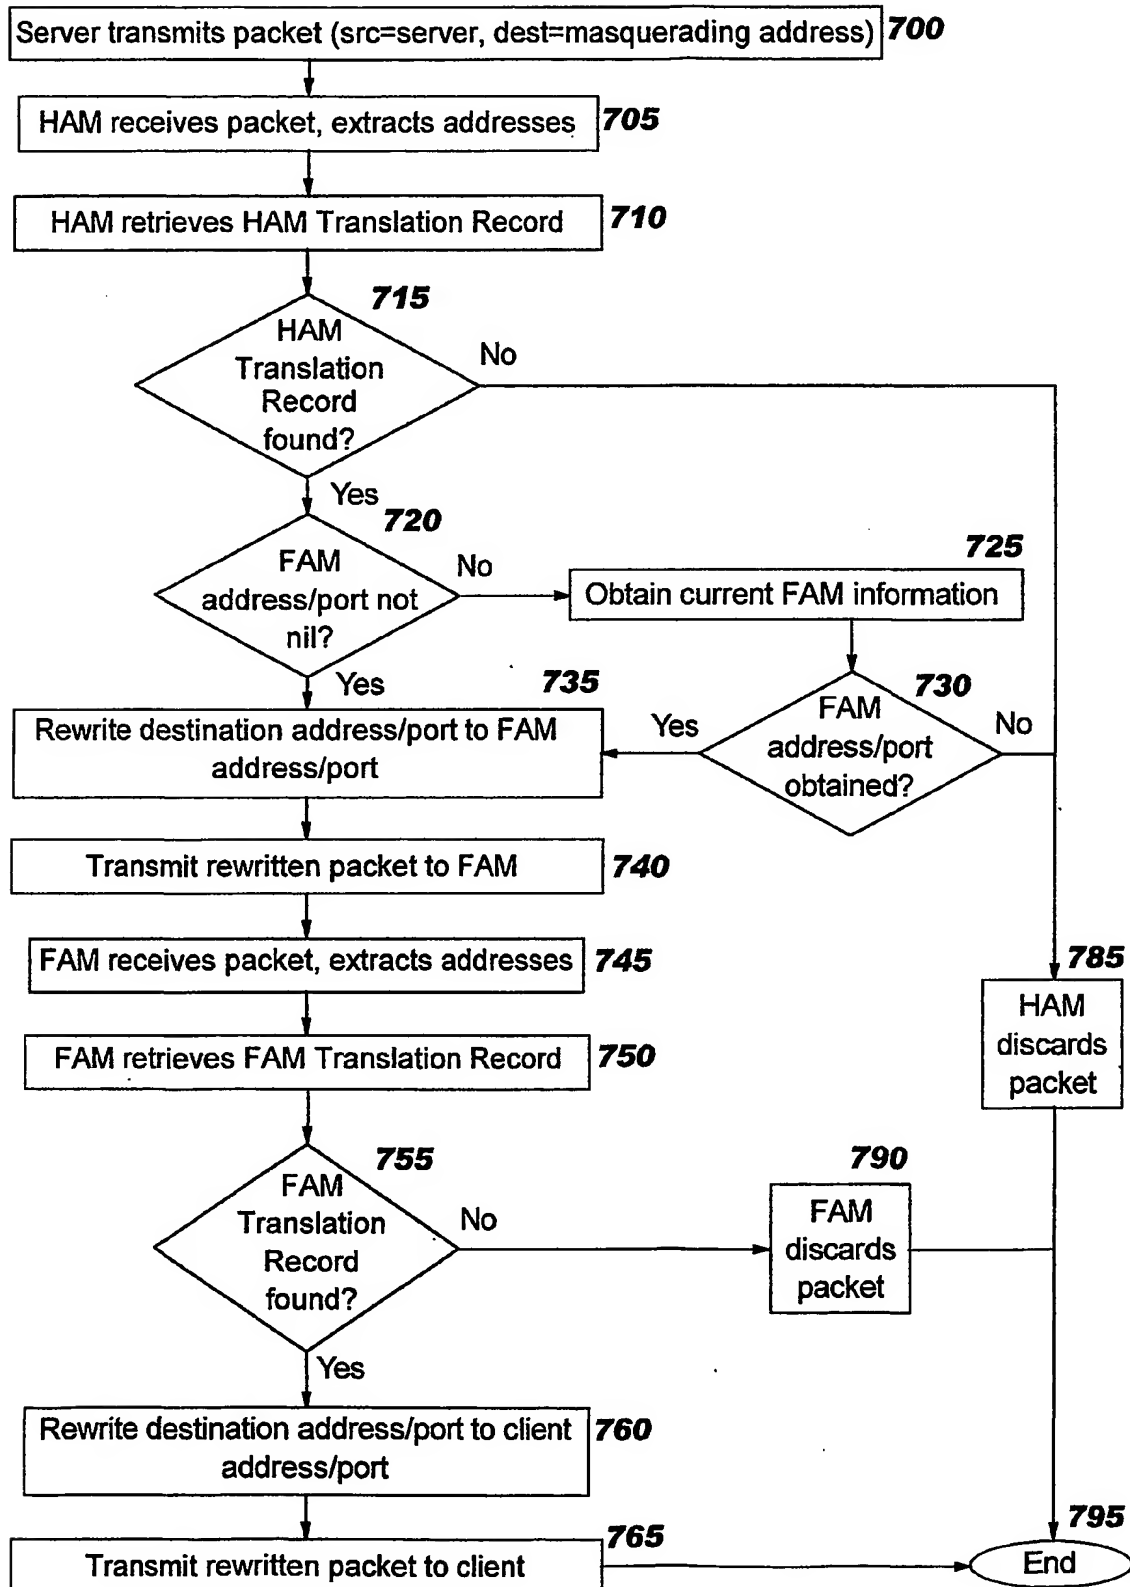 Server transmits packet (src=server, dest=masquerading address) 700
HAM receives packet, extracts addresses 705
HAM retrieves HAM Translation Record 710
715
HAM
Translation
Record
found?
No
Yes
720
FAM
address/port not
nil?
No
725
Obtain current FAM information
Yes
730
FAM
address/port
obtained?
Yes
No
735
Rewrite destination address/port to FAM
address/port
Transmit rewritten packet to FAM 740
FAM receives packet, extracts addresses 745
FAM retrieves FAM Translation Record 750
785
HAM
discards
packet
755
FAM
Translation
Record
found?
No
790
FAM
discards
packet
Yes
Rewrite destination address/port to client
address/port
760
765
Transmit rewritten packet to client
795
End